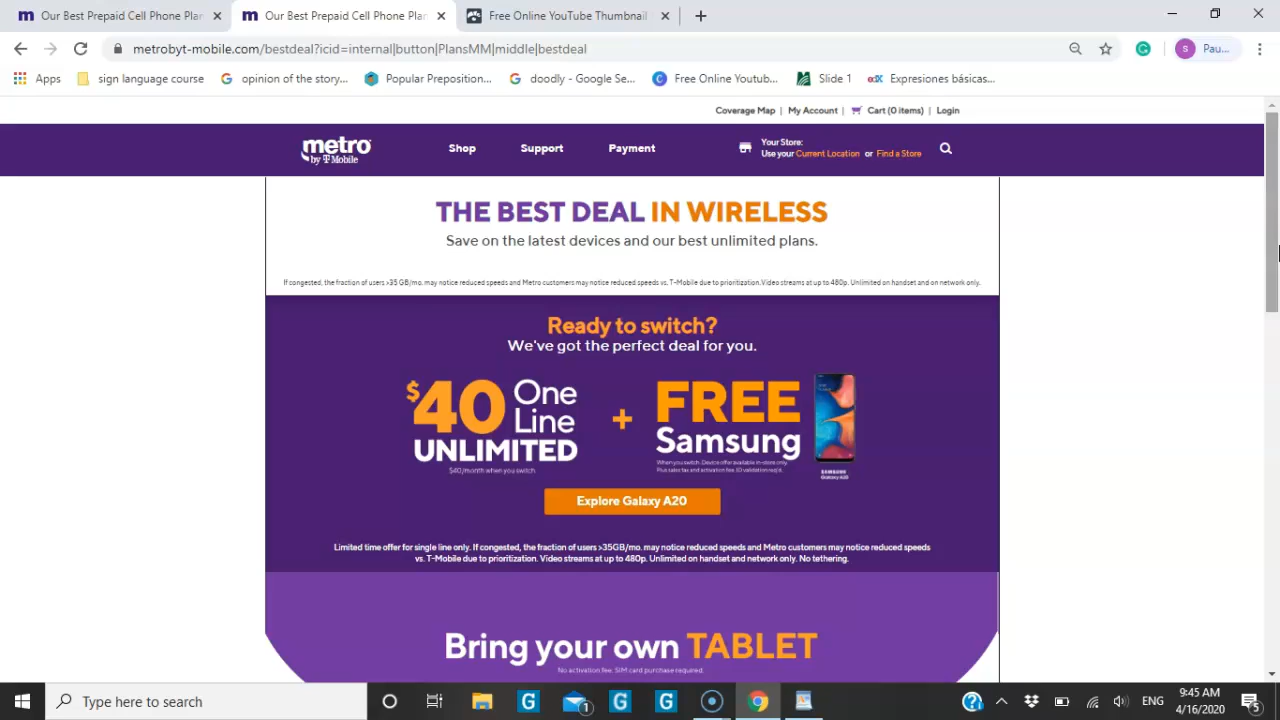 Our Best Prepaid Cell Phone Pl
Our Best Prepaid Cell Phone Plan
Free Online YouTube Thumbnail
metrobyt-mobile.com/bestdeal?icid=internal|button|PlansMM|middle|bestdeal
S Pau...
Apps
sign language course
opinion of the story...
Popular Preposition...
doodly - Google Se...
Free Online Youtub...
Slide 1
edX Expresiones básicas...
Coverage Map | My Account | Cart (0 items) | Login
metro
by T Mobile
Shop
Support
Payment
Your Store:
Use your Current Location or Find a Store
THE BEST DEAL IN WIRELESS
Save on the latest devices and our best unlimited plans.
If congested, the fraction of users >35 GB/mo. may notice reduced speeds and Metro customers may notice reduced speeds vs. T-Mobile due to prioritization.Video streams at up to 480p. Unlimited on handset and on network only.
Ready to switch?
We've got the perfect deal for you.
$40 One
Line
UNLIMITED
$40/month when you switch.
+
FREE
Samsung
When you switch. Device offer available in-store only.
Plus sales tax and activation fee. ID validation req'd.
SAMSUNG
Galaxy A20
Explore Galaxy A20
Limited time offer for single line only. If congested, the fraction of users >35GB/mo. may notice reduced speeds and Metro customers may notice reduced speeds
vs. T-Mobile due to prioritization. Video streams at up to 480p. Unlimited on handset and network only. No tethering.
Bring your own TABLET
No activation fee. SIM card purchase required.
Type here to search
1
ENG
9:45 AM
4/16/2020
5